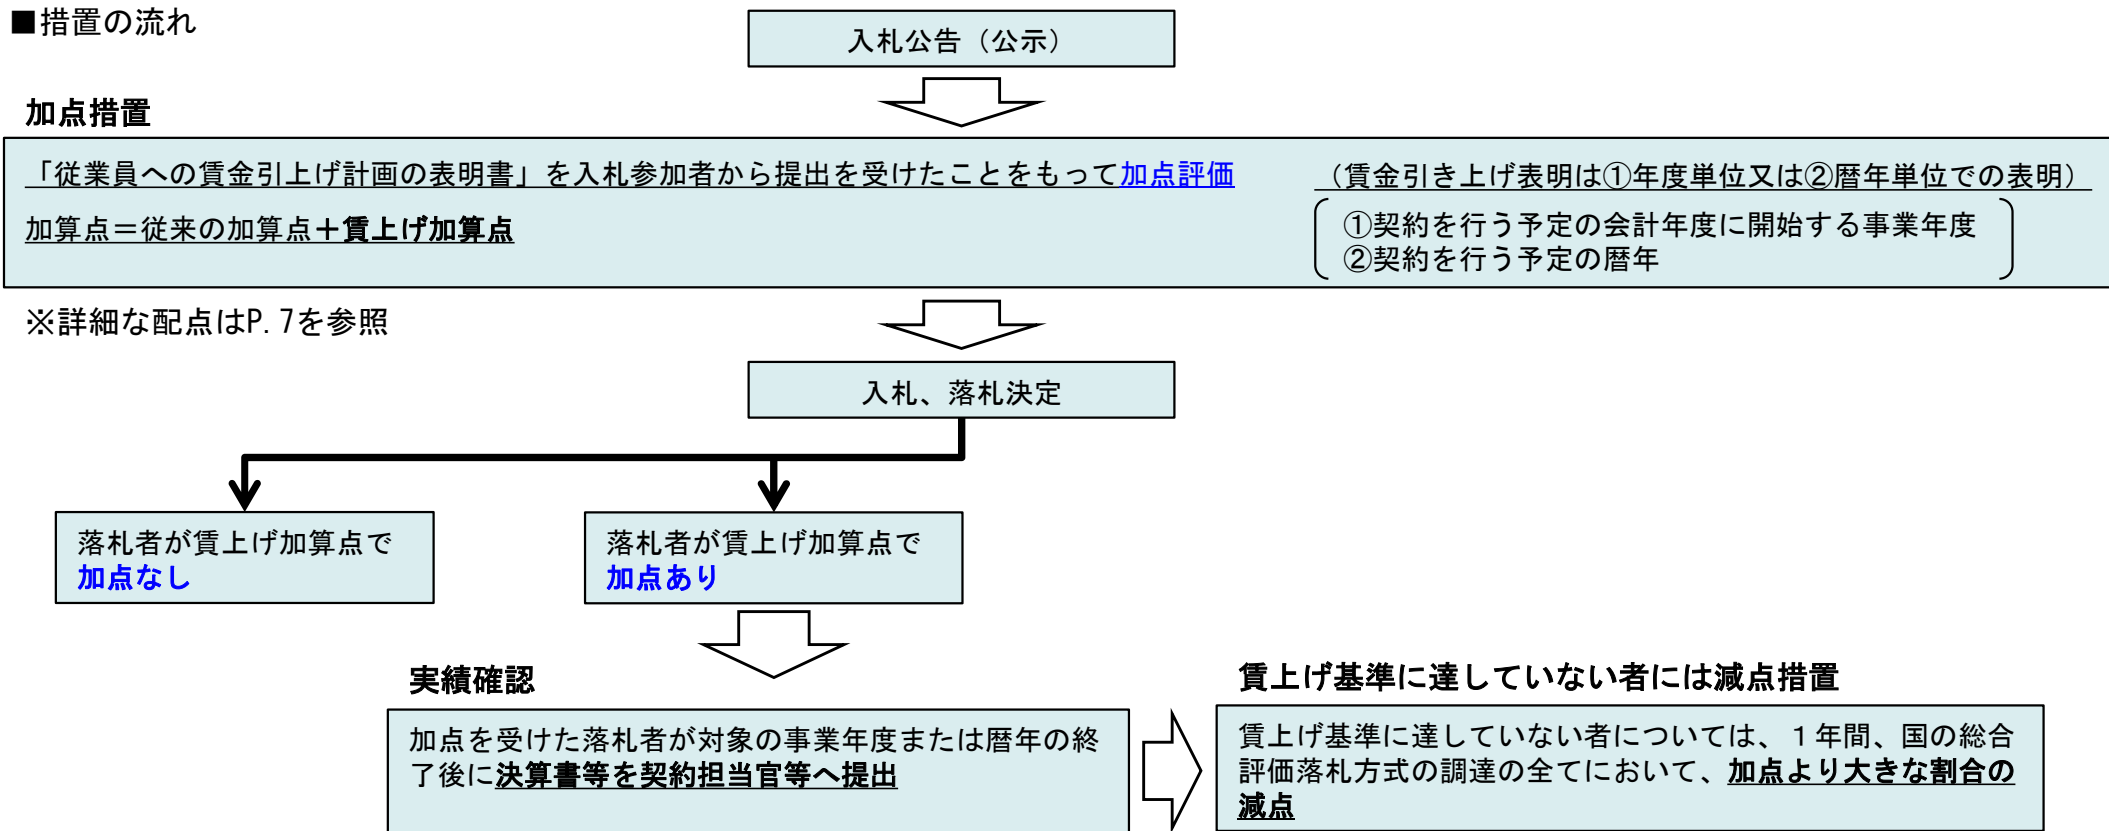 ■措置の流れ
入札公告（公示）
加点措置
「従業員への賃金引上げ計画の表明書」を入札参加者から提出を受けたことをもって加点評価
加算点＝従来の加算点＋賃上げ加算点
（賃金引き上げ表明は①年度単位又は②暦年単位での表明）
①契約を行う予定の会計年度に開始する事業年度
②契約を行う予定の暦年
※詳細な配点はP.7を参照
入札、落札決定
落札者が賃上げ加算点で
加点なし
落札者が賃上げ加算点で
加点あり
実績確認
加点を受けた落札者が対象の事業年度または暦年の終
了後に決算書等を契約担当官等へ提出
賃上げ基準に達していない者には減点措置
賃上げ基準に達していない者については、１年間、国の総合
評価落札方式の調達の全てにおいて、加点より大きな割合の
減点